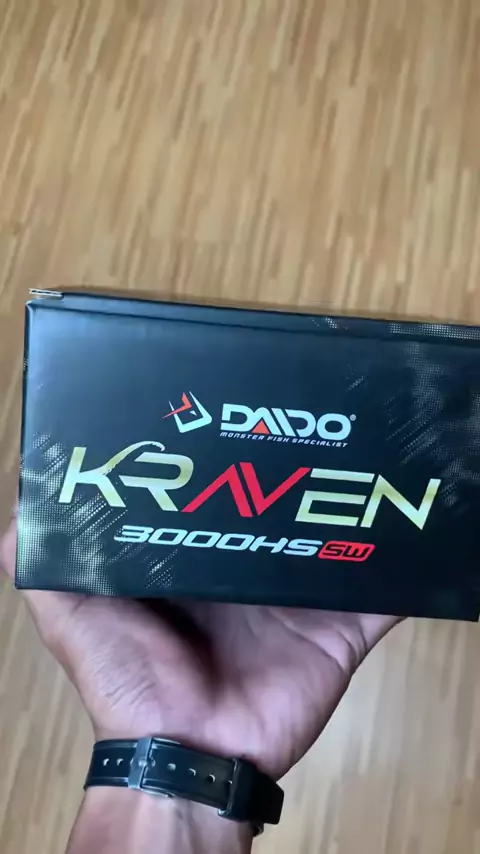 DAIDO®
MONSTER FISH SPECIALIST
KRAVEN
3000HS SW